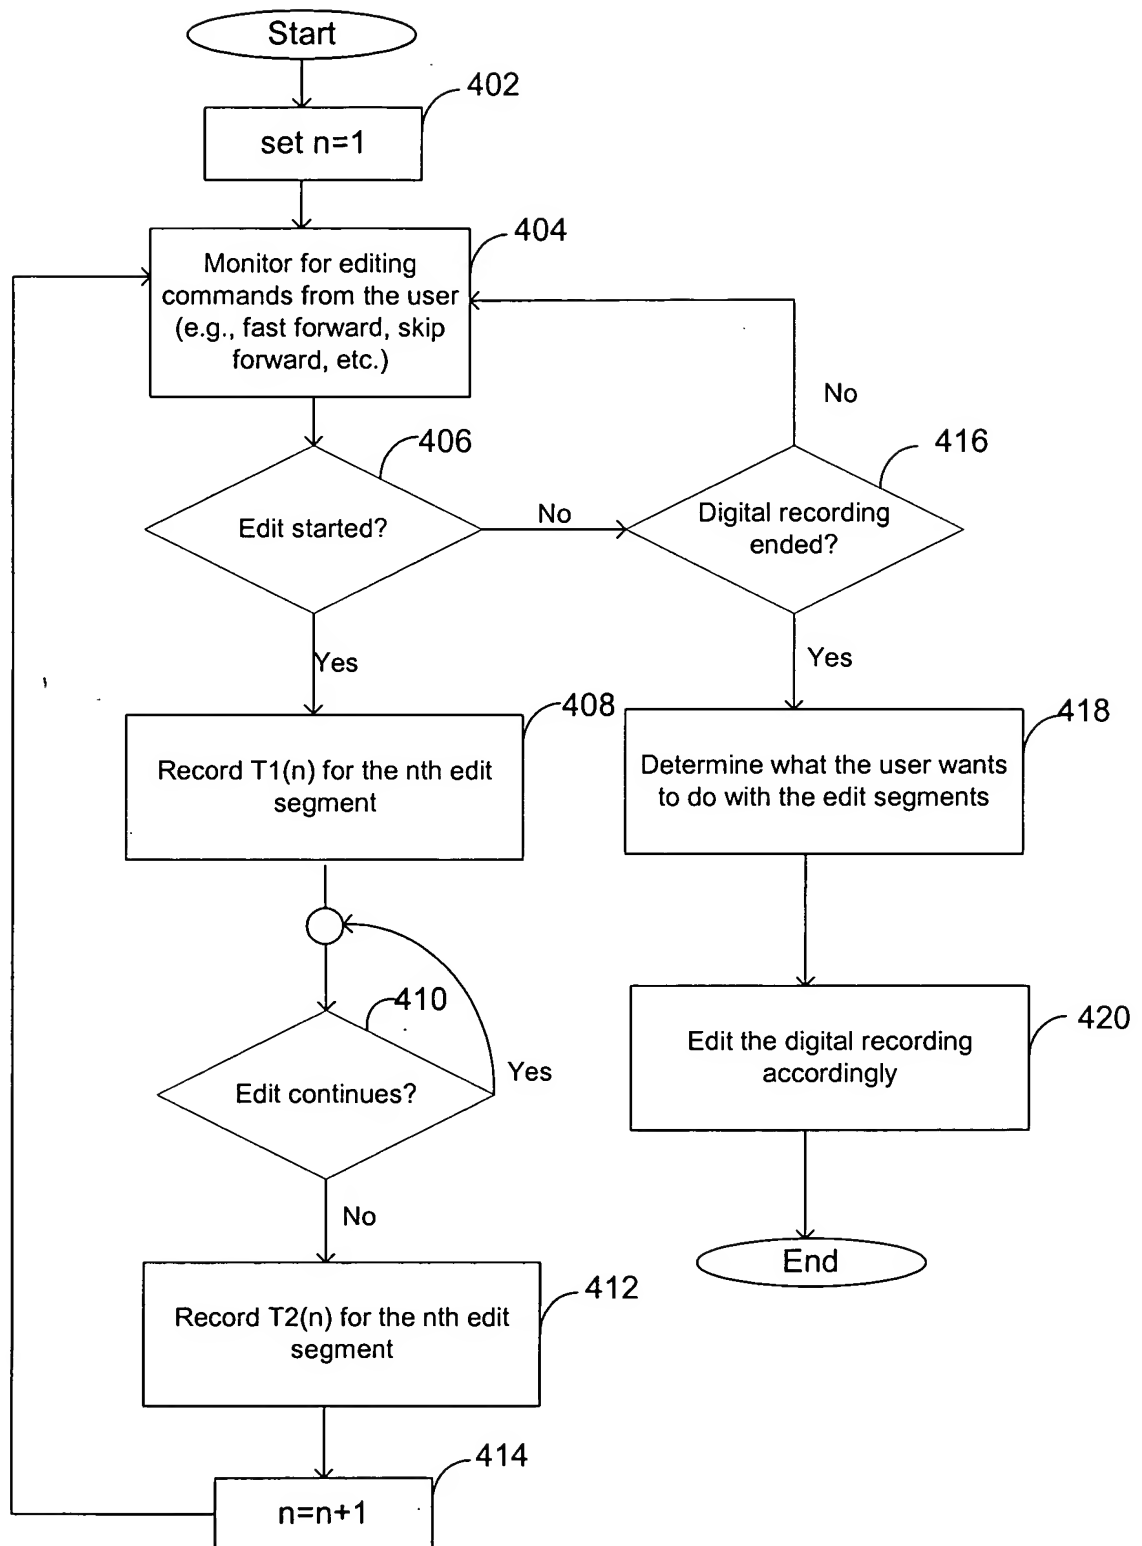 Start
402
set n=1
404
Monitor for editing
commands from the user
(e.g., fast forward, skip
forward, etc.)
No
406
416
Edit started?
No
Digital recording
ended?
Yes
Yes
408
418
Record T1(n) for the nth edit
segment
Determine what the user wants
to do with the edit segments
410
420
Edit continues?
Yes
Edit the digital recording
accordingly
No
End
412
Record T2(n) for the nth edit
segment
414
n=n+1